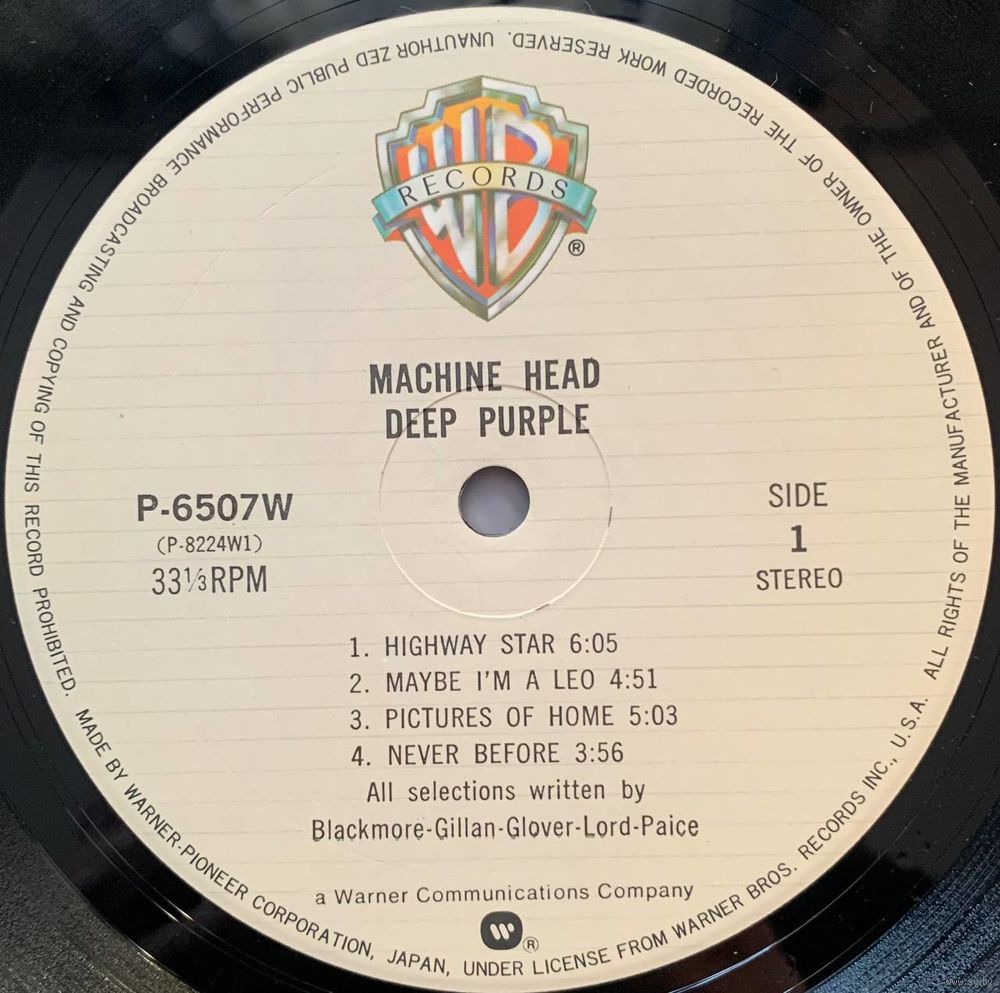 WB
RECORDS
®
MACHINE HEAD
DEEP PURPLE
P-6507W
(P-8224W1)
33⅓RPM
SIDE
1
STEREO
1. HIGHWAY STAR 6:05
2. MAYBE I'M A LEO 4:51
3. PICTURES OF HOME 5:03
4. NEVER BEFORE 3:56
All selections written by
Blackmore-Gillan-Glover-Lord-Paice
a Warner Communications Company
W ®
MADE BY WARNER-PIONEER CORPORATION, JAPAN, UNDER LICENSE FROM WARNER BROS. RECORDS INC., U.S.A. ALL RIGHTS OF THE MANUFACTURER AND OF THE OWNER OF THE RECORDED WORK RESERVED. UNAUTHOR ZED PUBLIC PERFORMANCE BROADCASTING AND COPYING OF THIS RECORD PROHIBITED.